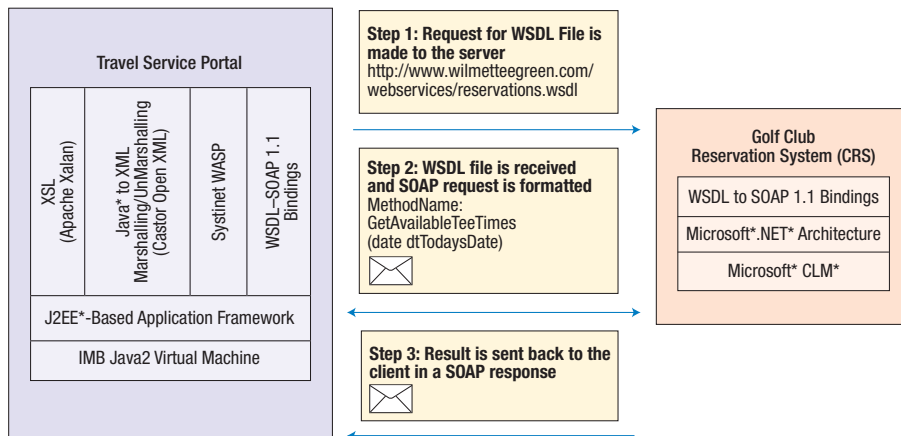 Travel Service Portal
XSL
(Apache Xalan)
Java* to XML
Marshalling/UnMarshalling
(Castor Open XML)
Systinet WASP
WSDL–SOAP 1.1
Bindings
J2EE*-Based Application Framework
IMB Java2 Virtual Machine
Step 1: Request for WSDL File is
made to the server
http://www.wilmetteegreen.com/
webservices/reservations.wsdl
Step 2: WSDL file is received
and SOAP request is formatted
MethodName:
GetAvailableTeeTimes
(date dtTodaysDate)
Step 3: Result is sent back to the
client in a SOAP response
Golf Club
Reservation System (CRS)
WSDL to SOAP 1.1 Bindings
Microsoft*.NET* Architecture
Microsoft* CLM*